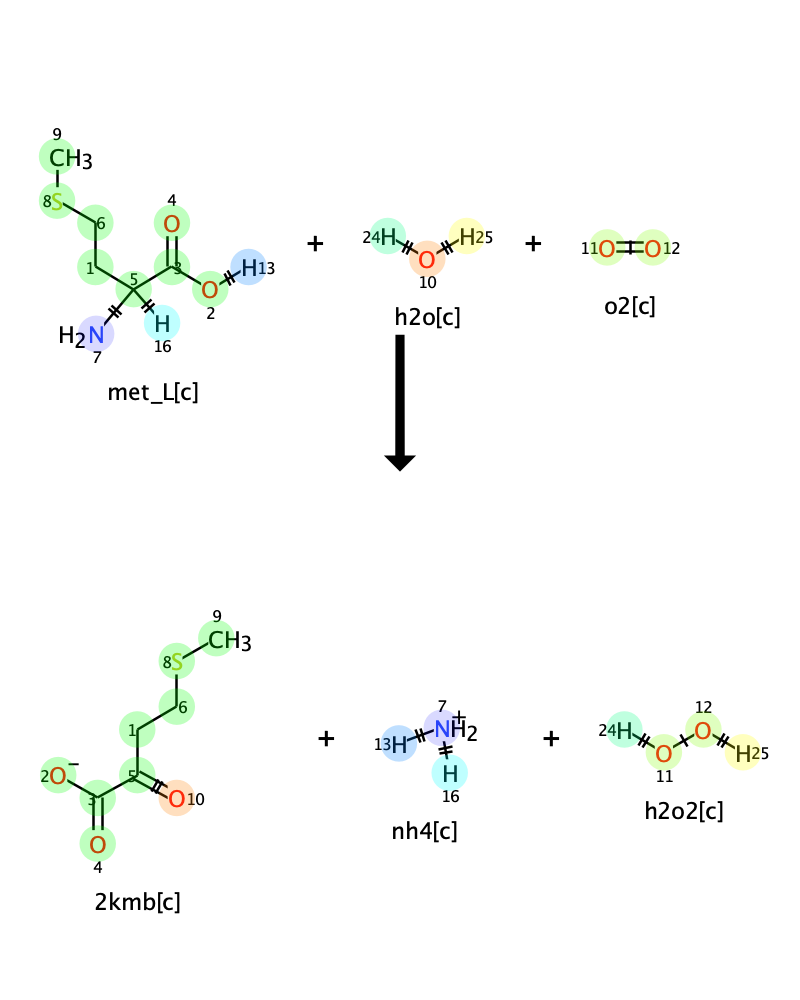 9
CH3
8S
6
4
O
1
5
3
O
2
H13
H2N
7
H
16
met_L[c]
+
24H
H25
O
10
h2o[c]
+
11O
O12
o2[c]
9
CH3
8S
6
1
2O−
5
3
O10
O
4
2kmb[c]
+
7
NH2+
13H
H
16
nh4[c]
+
24H
12
O
O
11
H25
h2o2[c]